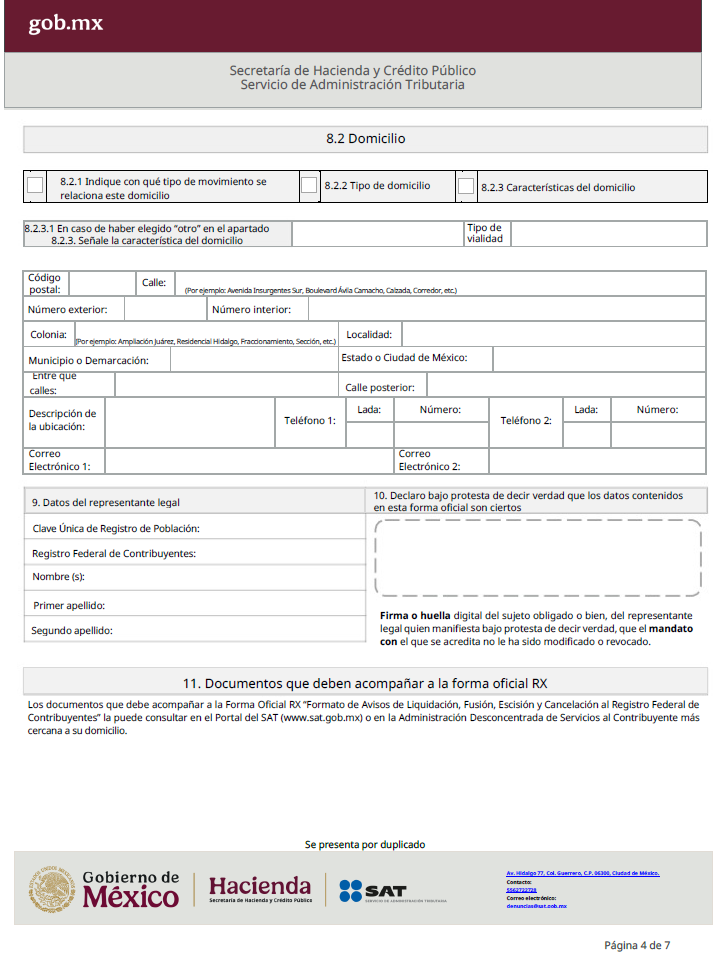 gob.mx
Secretaría de Hacienda y Crédito Público
Servicio de Administración Tributaria
8.2 Domicilio
8.2.1 Indique con qué tipo de movimiento se
relaciona este domicilio
8.2.2 Tipo de domicilio
8.2.3 Características del domicilio
8.2.3.1 En caso de haber elegido “otro” en el apartado
8.2.3. Señale la característica del domicilio
Tipo de
vialidad
Código
postal:
Calle:
(Por ejemplo: Avenida Insurgentes Sur, Boulevard Ávila Camacho, Calzada, Corredor, etc.)
Número exterior:
Número interior:
Colonia:
(Por ejemplo: Ampliación Juárez, Residencial Hidalgo, Fraccionamiento, Sección, etc.)
Localidad:
Municipio o Demarcación:
Estado o Ciudad de México:
Entre que
calles:
Calle posterior:
Descripción de
la ubicación:
Teléfono 1:
Lada:
Número:
Teléfono 2:
Lada:
Número:
Correo
Electrónico 1:
Correo
Electrónico 2:
9. Datos del representante legal
10. Declaro bajo protesta de decir verdad que los datos contenidos
en esta forma oficial son ciertos
Clave Única de Registro de Población:
Registro Federal de Contribuyentes:
Nombre (s):
Primer apellido:
Segundo apellido:
Firma o huella digital del sujeto obligado o bien, del representante
legal quien manifiesta bajo protesta de decir verdad, que el mandato
con el que se acredita no le ha sido modificado o revocado.
11. Documentos que deben acompañar a la forma oficial RX
Los documentos que debe acompañar a la Forma Oficial RX “Formato de Avisos de Liquidación, Fusión, Escisión y Cancelación al Registro Federal de
Contribuyentes” la puede consultar en el Portal del SAT (www.sat.gob.mx) o en la Administración Desconcentrada de Servicios al Contribuyente más
cercana a su domicilio.
Se presenta por duplicado
Gobierno de
México
Hacienda
Secretaría de Hacienda y Crédito Público
SAT
SERVICIO DE ADMINISTRACIÓN TRIBUTARIA
Av. Hidalgo 77, Col. Guerrero, C.P. 06300, Ciudad de México.
Contacto:
5562722728
Correo electrónico:
denuncias@sat.gob.mx
Página 4 de 7